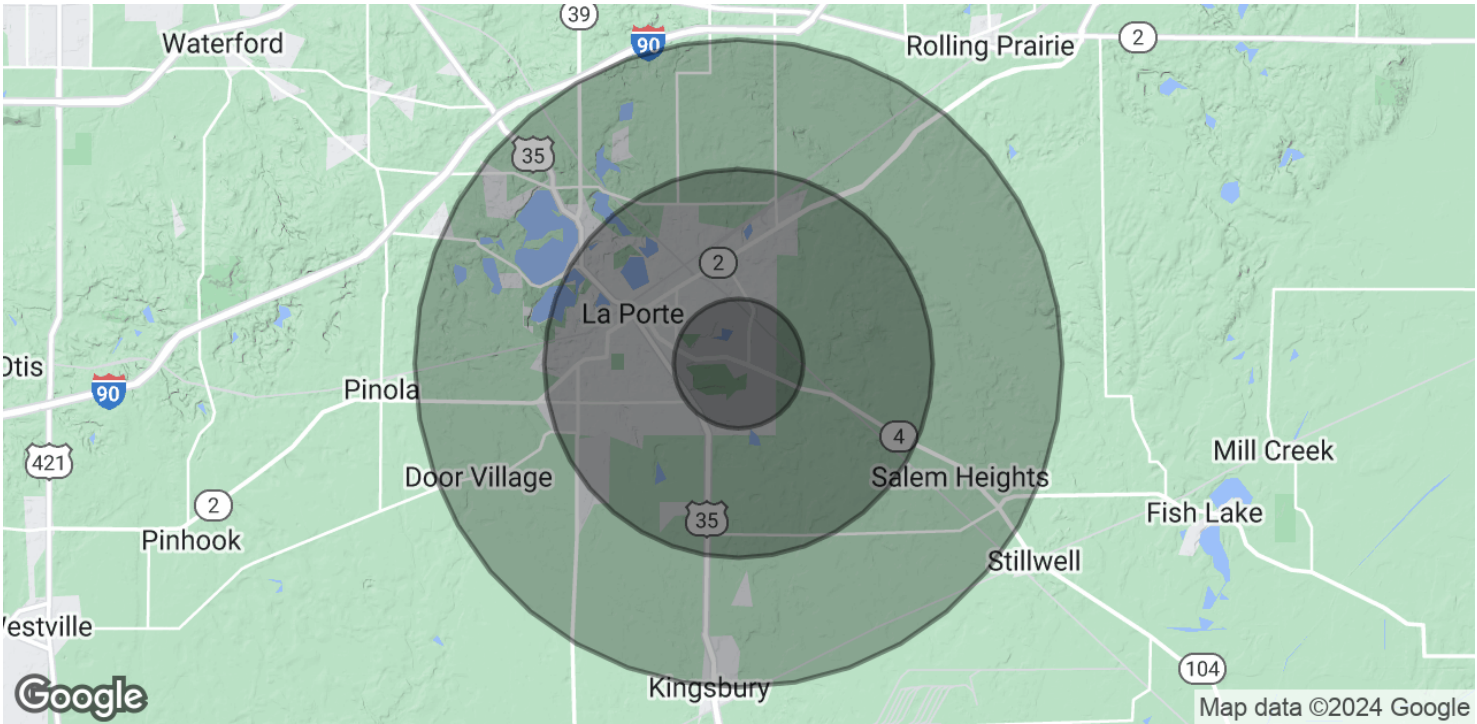 39
Waterford
90
Rolling Prairie
2
35
2
La Porte
Otis
90
Pinola
4
421
Mill Creek
Door Village
Salem Heights
2
35
Fish Lake
Pinhook
Stillwell
estville
104
Kingsbury
Google
Map data ©2024 Google